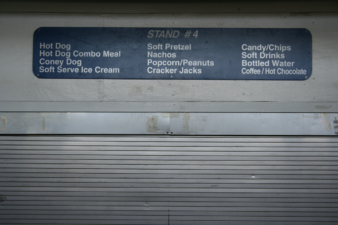 STAND #4
Hot Dog
Hot Dog Combo Meal
Coney Dog
Soft Serve Ice Cream
Soft Pretzel
Nachos
Popcorn/Peanuts
Cracker Jacks
Candy/Chips
Soft Drinks
Bottled Water
Coffee/Hot Chocolate